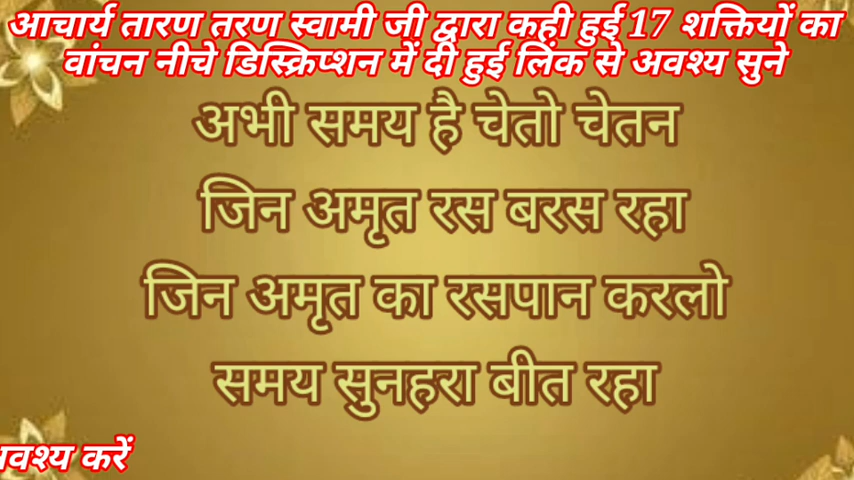 आचार्य तारण तरण स्वामी जी द्वारा कही हुई 17 शक्तियों का
वांचन नीचे डिस्क्रिप्शन में दी हुई लिंक से अवश्य सुने
अभी समय है चेतो चेतन
जिन अमृत रस बरस रहा
जिन अमृत का रसपान करलो
समय सुनहरा बीत रहा
करें